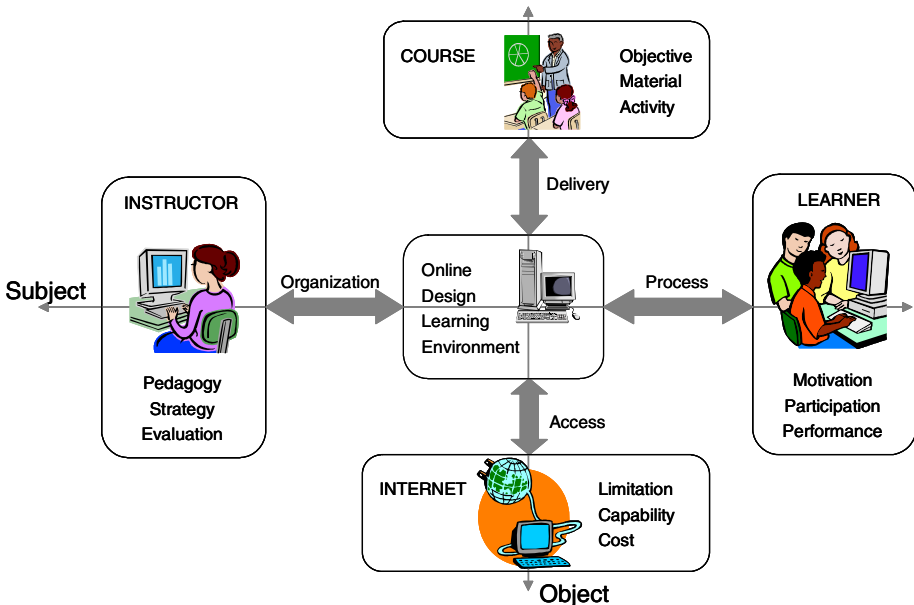 COURSE
Objective
Material
Activity
Delivery
INSTRUCTOR
Pedagogy
Strategy
Evaluation
Subject
Organization
Online
Design
Learning
Environment
Process
LEARNER
Motivation
Participation
Performance
Access
INTERNET
Limitation
Capability
Cost
Object